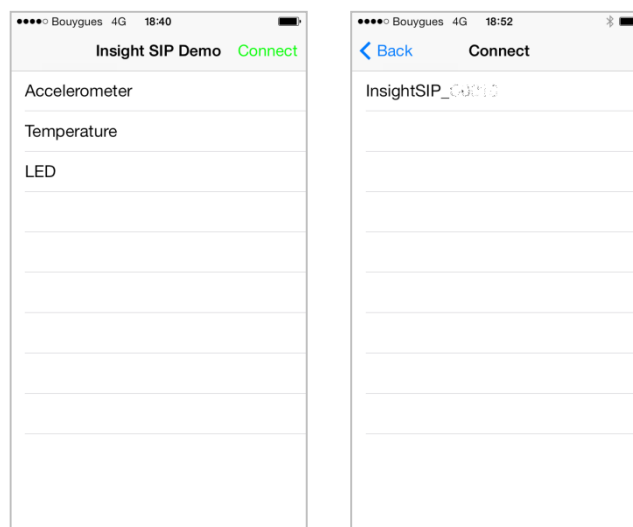 Bouygues 4G 18:40
Insight SIP Demo Connect
Accelerometer
Temperature
LED
Bouygues 4G 18:52
Back Connect
InsightSIP_